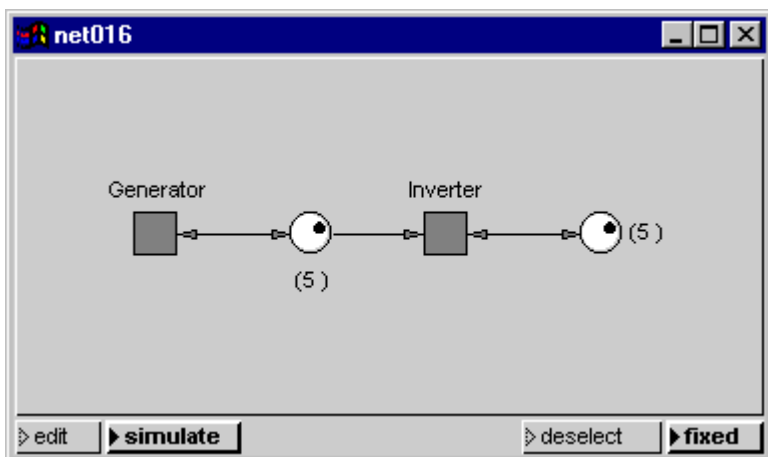 net016
Generator
Inverter
(5 )
(5 )
edit
simulate
deselect
fixed